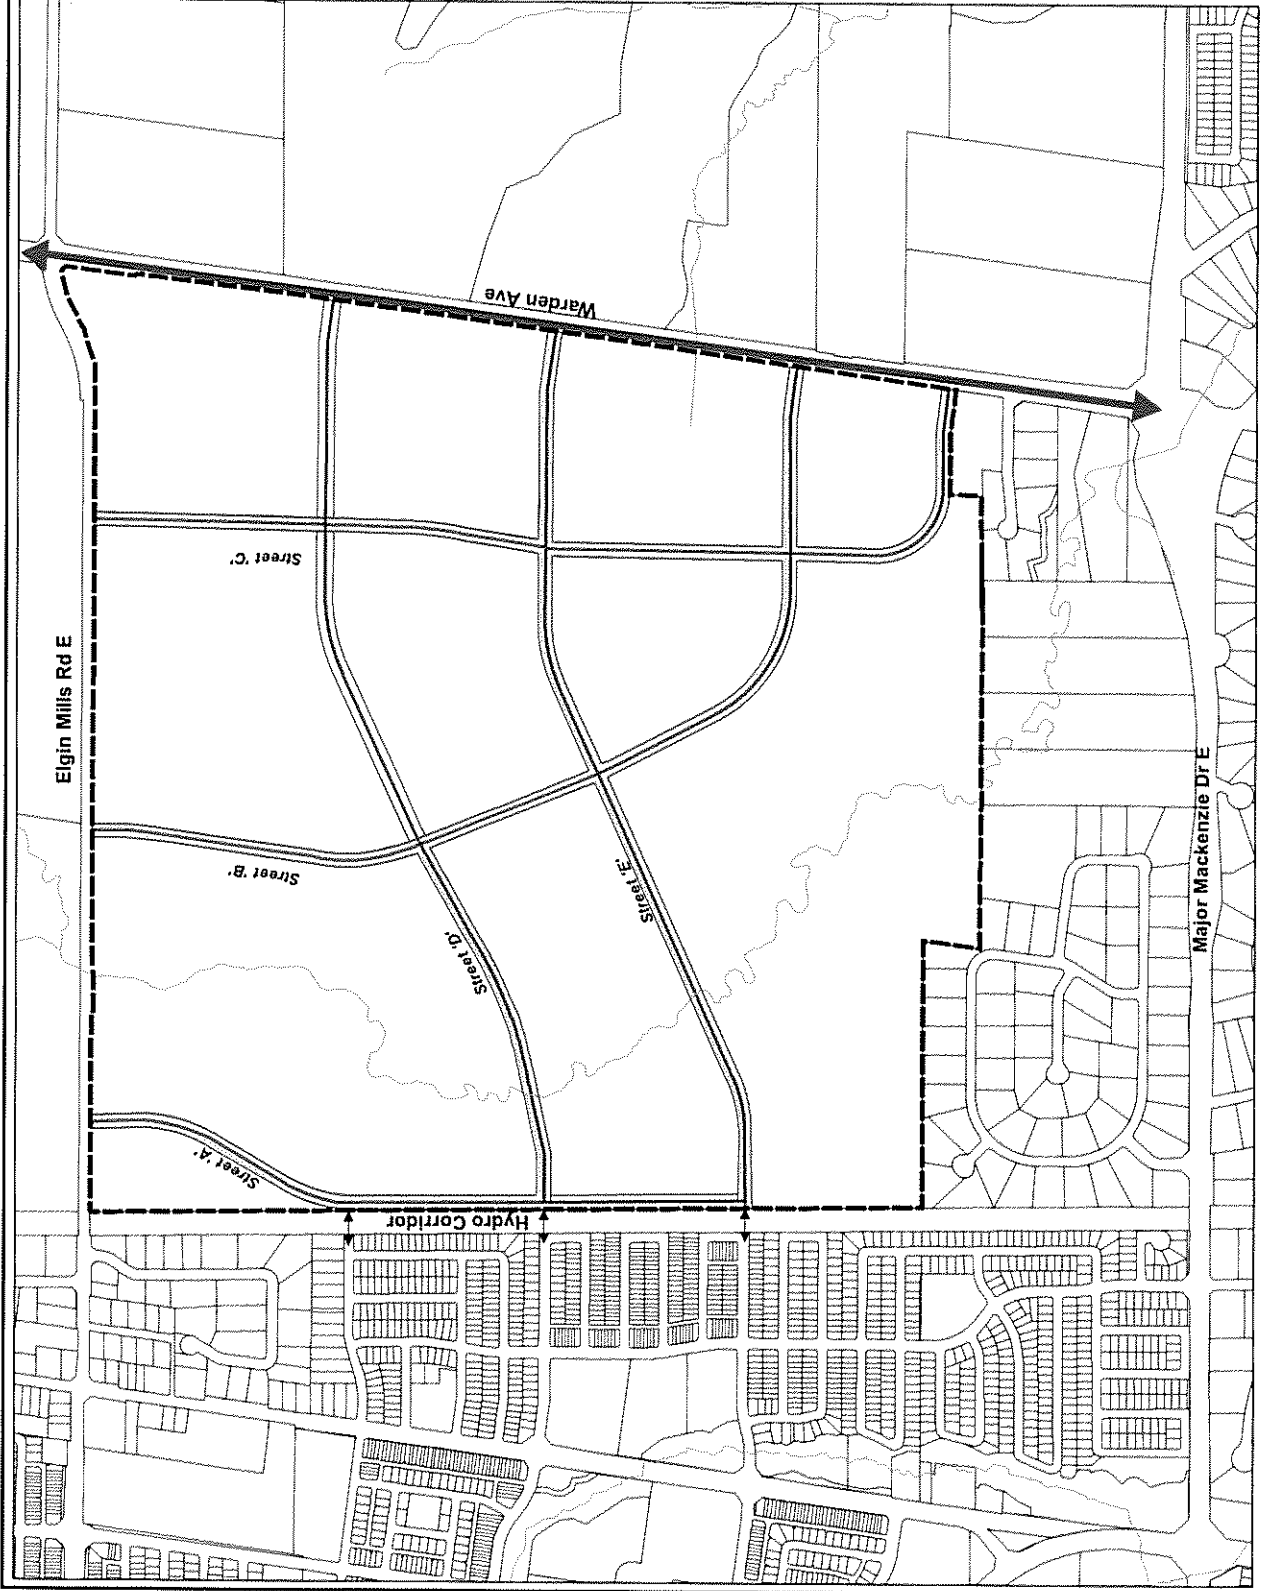 Warden Ave
Street 'C'
Elgin Mills Rd E
Street 'B'
Street 'E'
Major Mackenzie Dr E
Street 'D'
Street 'A'
Hydro Corridor